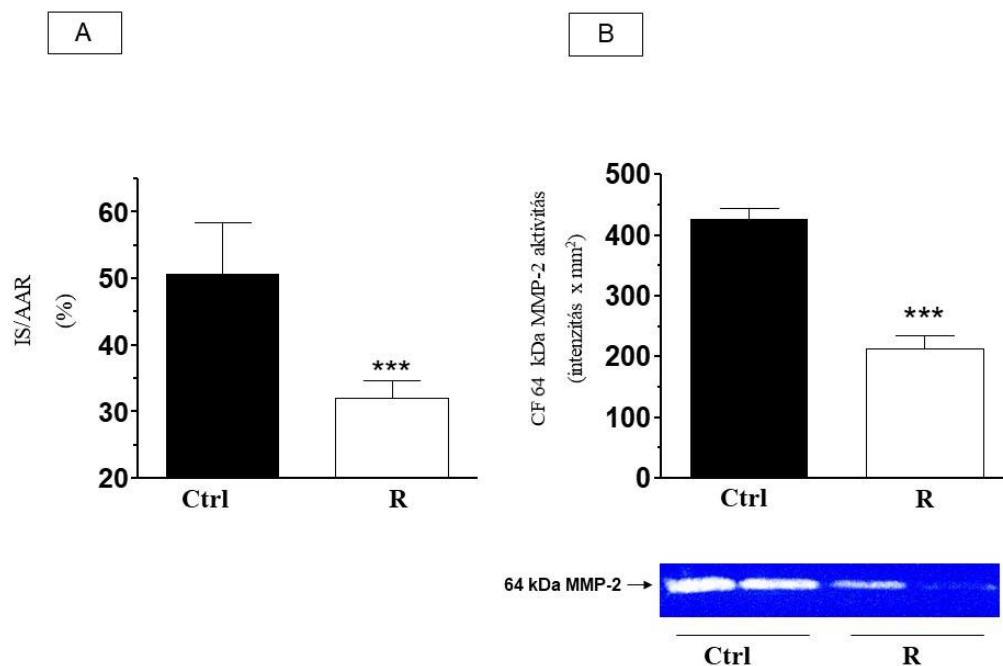 A
IS/AAR
(%)
60
50
40
30
20
***
Ctrl
R
B
CF 64 kDa MMP-2 aktivitás
(intenzitás x mm²)
500
400
300
200
100
0
***
Ctrl
R
64 kDa MMP-2
Ctrl
R